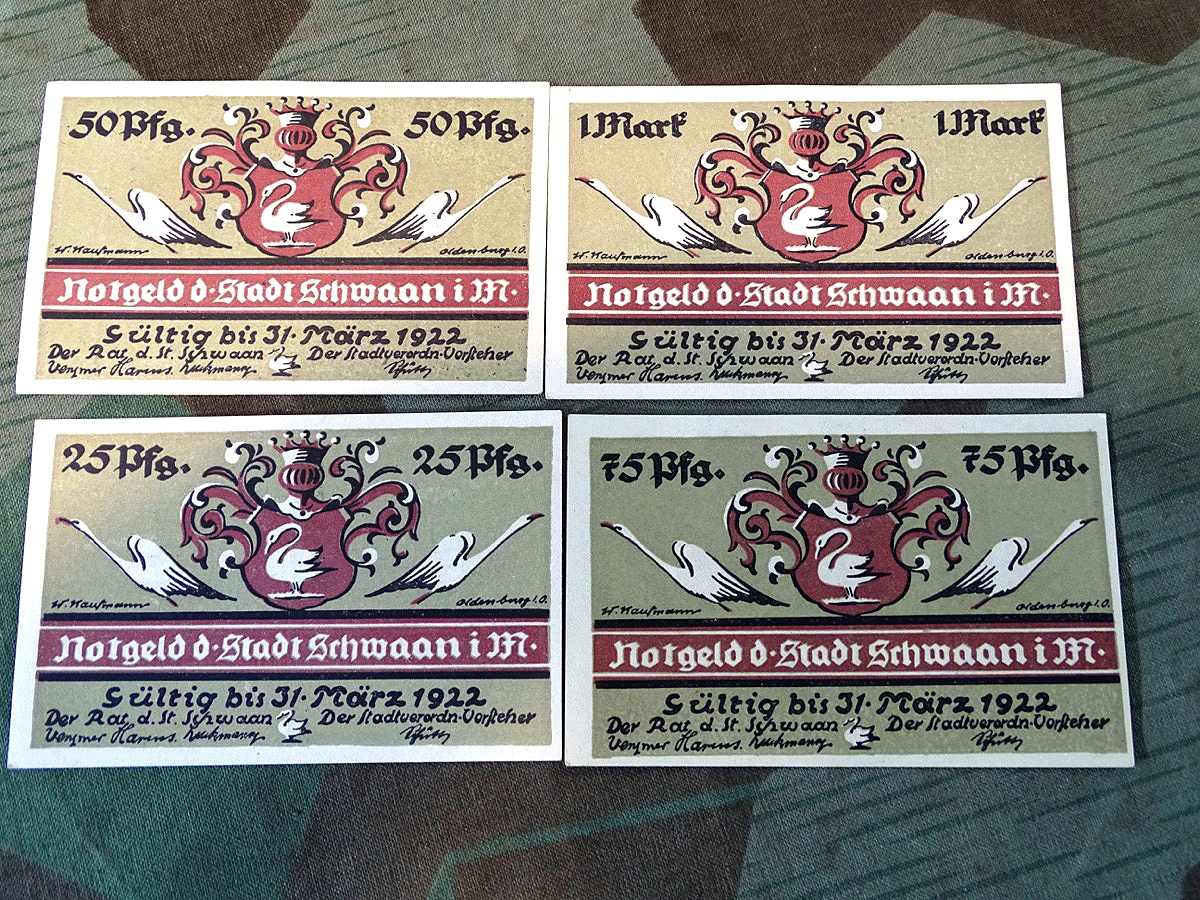 50 Pfg. 50 Pfg.
W. Kaufmann Oldenburg i.O.
Notgeld d. Stadt Schwaan i M.
Gültig bis 31. März 1922
Der Rat d. St. Schwaan Der Stadtverordn. Vorsteher
1 Mark 1 Mark
W. Kaufmann Oldenburg i.O.
Notgeld d. Stadt Schwaan i M.
Gültig bis 31. März 1922
Der Rat d. St. Schwaan Der Stadtverordn. Vorsteher
25 Pfg. 25 Pfg.
W. Kaufmann Oldenburg i.O.
Notgeld d. Stadt Schwaan i M.
Gültig bis 31. März 1922
Der Rat d. St. Schwaan Der Stadtverordn. Vorsteher
75 Pfg. 75 Pfg.
W. Kaufmann Oldenburg i.O.
Notgeld d. Stadt Schwaan i M.
Gültig bis 31. März 1922
Der Rat d. St. Schwaan Der Stadtverordn. Vorsteher